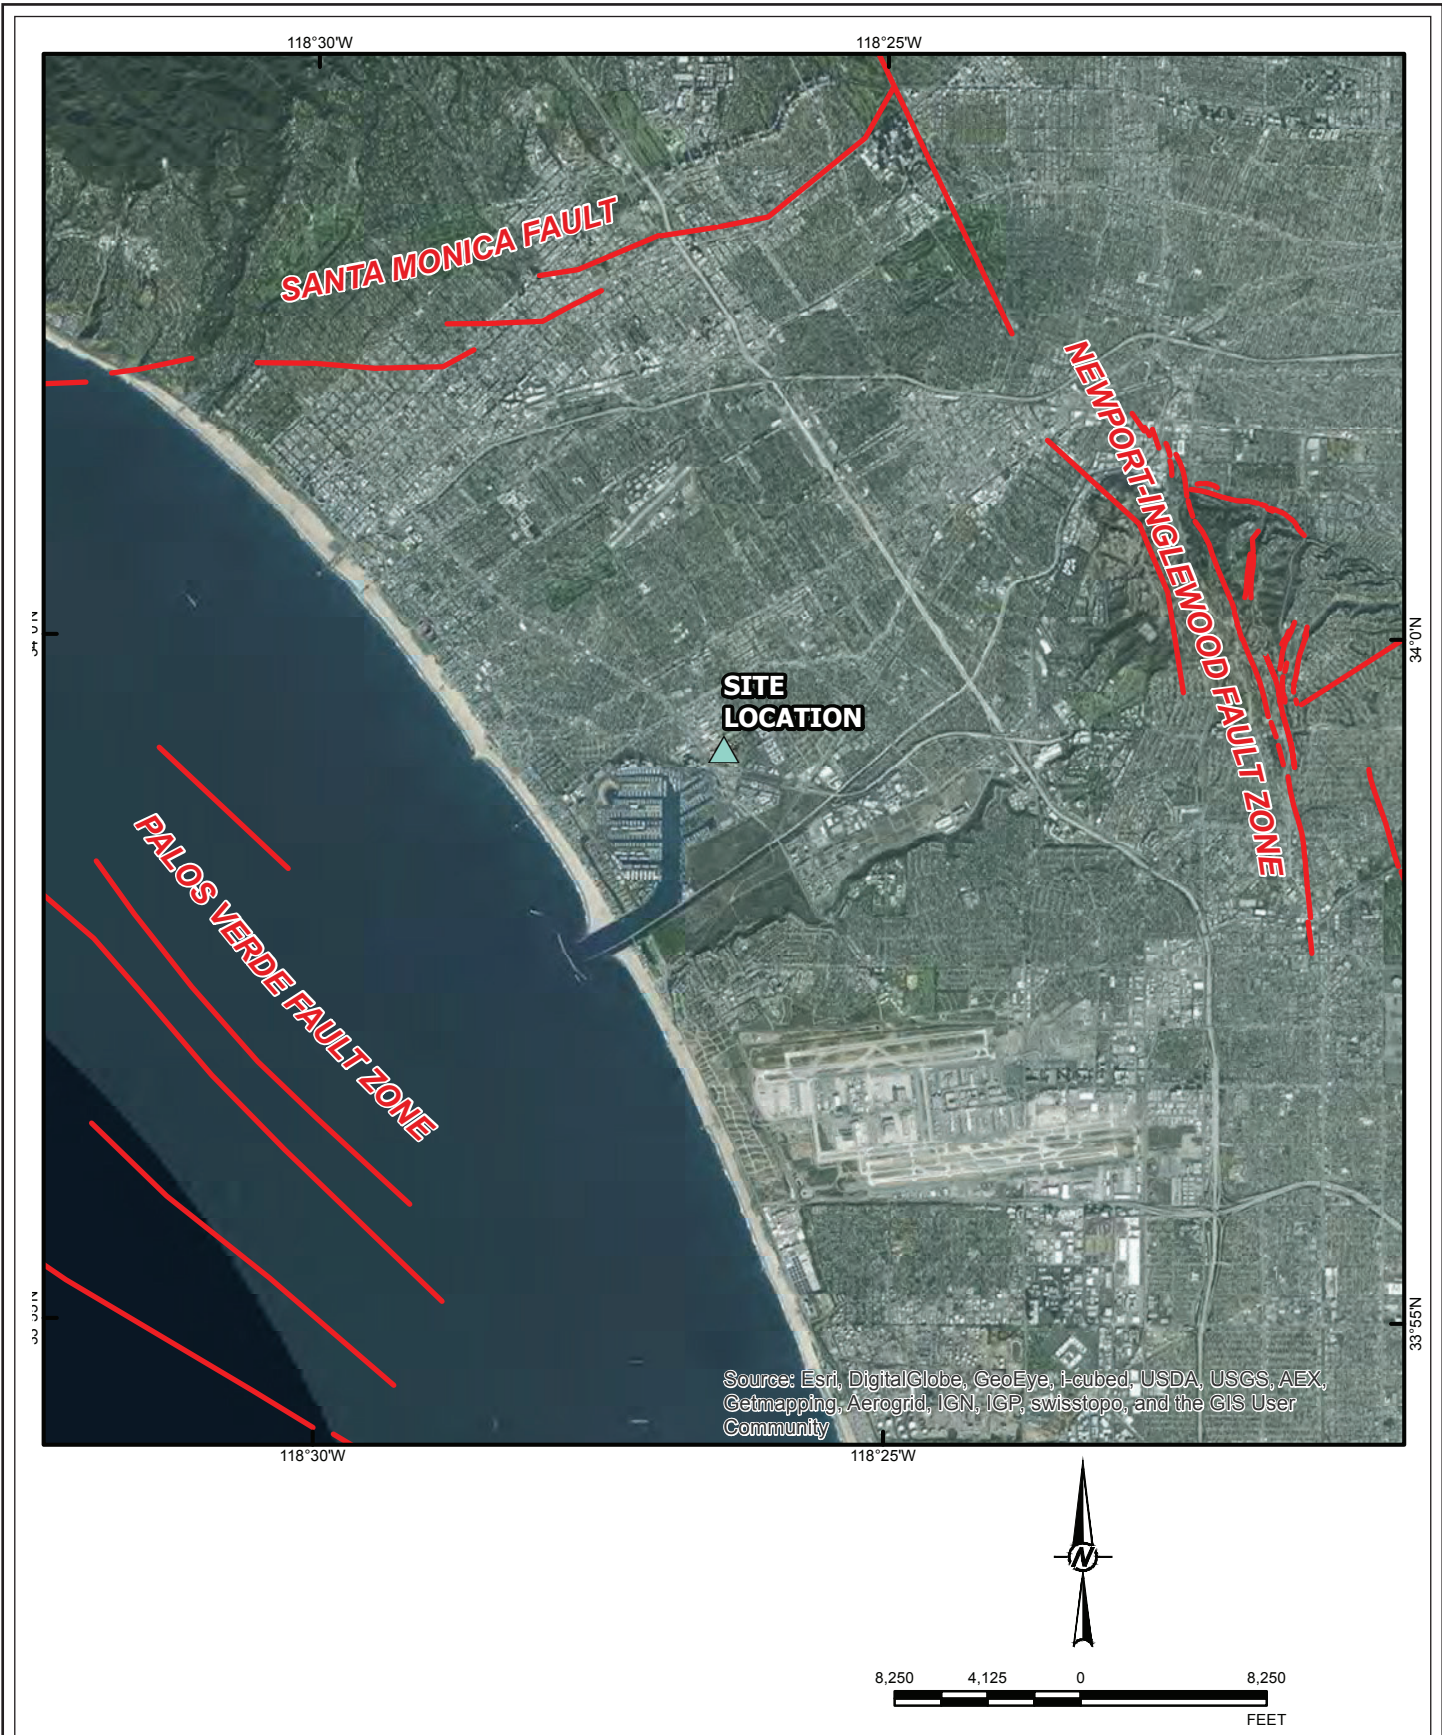 118°30'W
118°25'W
SANTA MONICA FAULT
NEWPORT-INGLEWOOD FAULT ZONE
34°0'N
SITE
LOCATION
PALOS VERDE FAULT ZONE
33°55'N
Source: Esri, DigitalGlobe, GeoEye, i-cubed, USDA, USGS, AEX,
Getmapping, Aerogrid, IGN, IGP, swisstopo, and the GIS User
Community
118°30'W
118°25'W
N
8,250
4,125
0
8,250
FEET